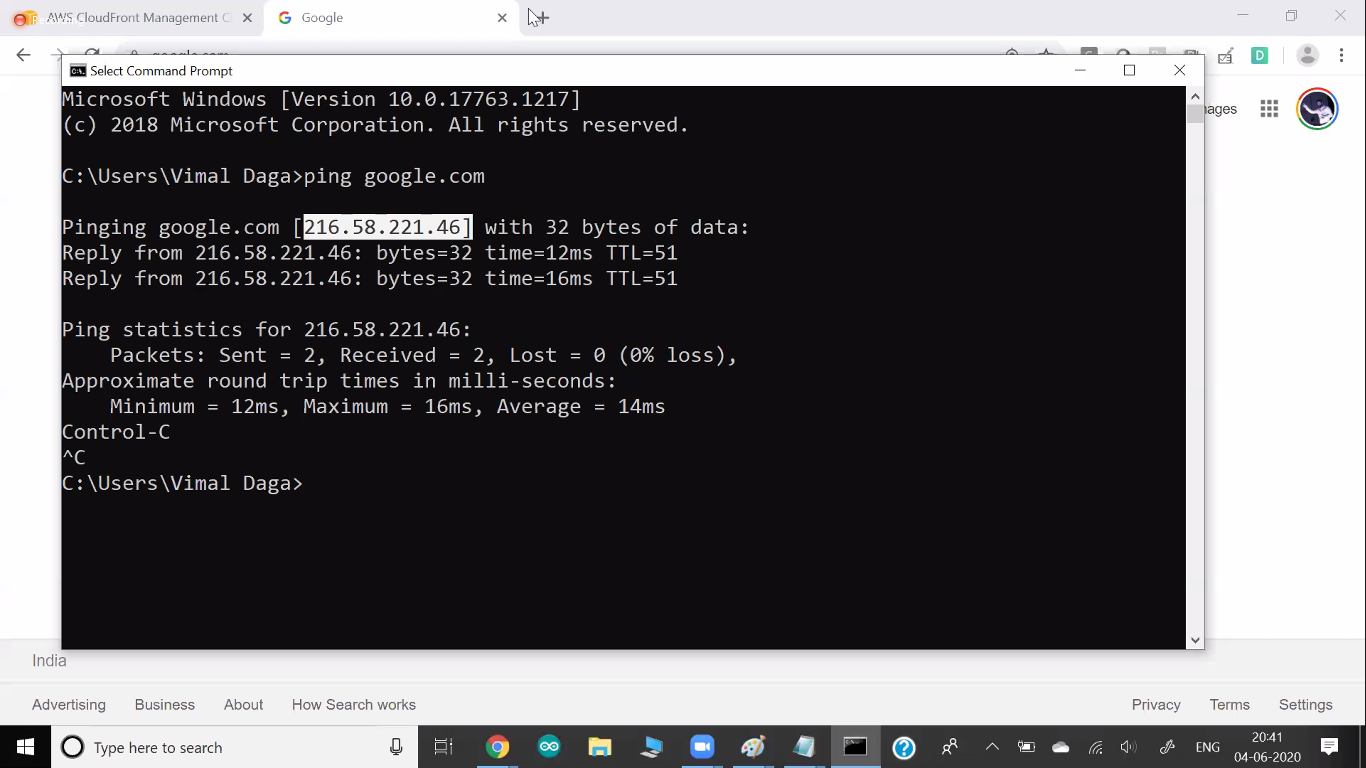 AWS CloudFront Management C
Google
Select Command Prompt
Microsoft Windows [Version 10.0.17763.1217]
(c) 2018 Microsoft Corporation. All rights reserved.
ages
C:\Users\Vimal Daga>ping google.com
Pinging google.com [216.58.221.46] with 32 bytes of data:
Reply from 216.58.221.46: bytes=32 time=12ms TTL=51
Reply from 216.58.221.46: bytes=32 time=16ms TTL=51
Ping statistics for 216.58.221.46:
Packets: Sent = 2, Received = 2, Lost = 0 (0% loss),
Approximate round trip times in milli-seconds:
Minimum = 12ms, Maximum = 16ms, Average = 14ms
Control-C
^C
C:\Users\Vimal Daga>
India
Advertising Business About How Search works Privacy Terms Settings
Type here to search
ENG
20:41
04-06-2020